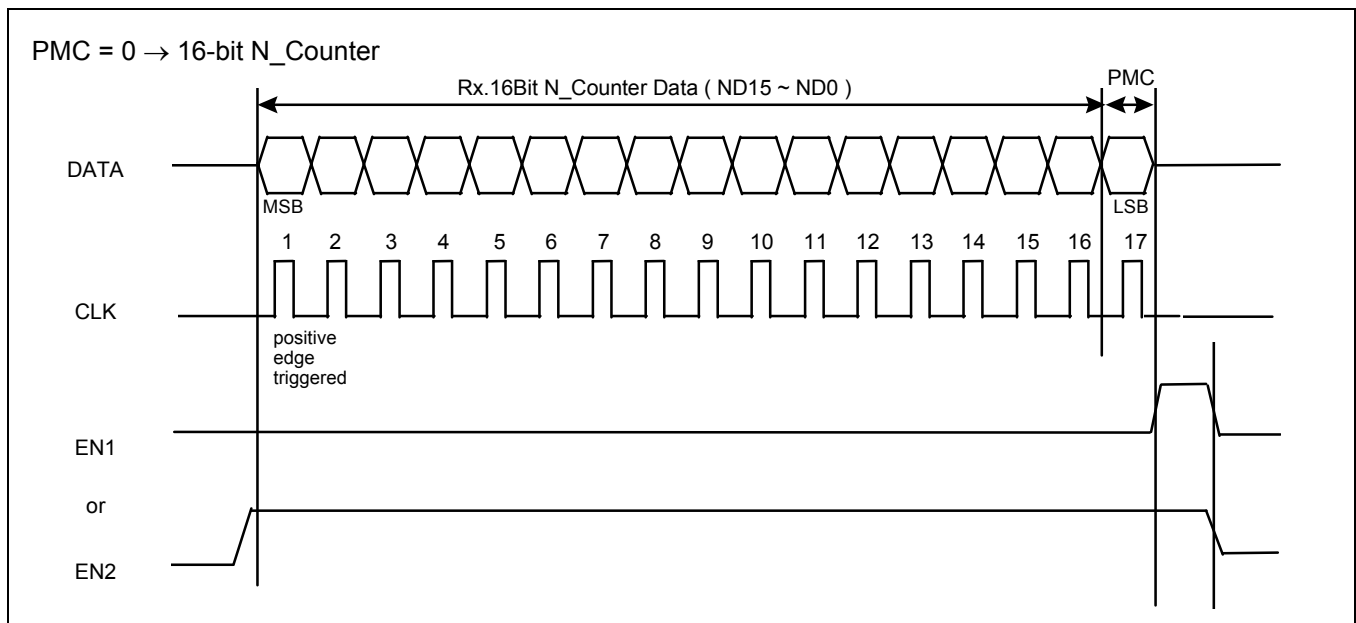 PMC = 0 → 16-bit N_Counter
Rx.16Bit N_Counter Data ( ND15 ~ ND0 )
PMC
DATA
MSB
LSB
1 2 3 4 5 6 7 8 9 10 11 12 13 14 15 16 17
CLK
positive
edge
triggered
EN1
or
EN2